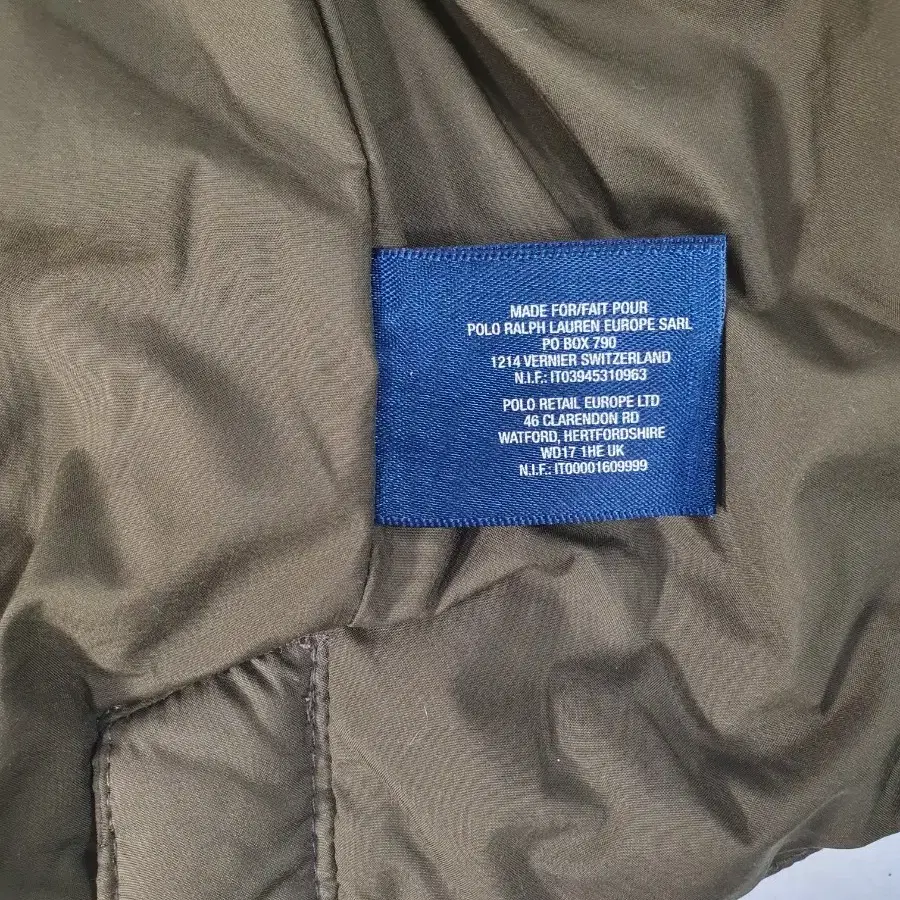 MADE FOR/FAIT POUR
POLO RALPH LAUREN EUROPE SARL
PO BOX 790
1214 VERNIER SWITZERLAND
N.I.F.: IT03945310963
POLO RETAIL EUROPE LTD
46 CLARENDON RD
WATFORD, HERTFORDSHIRE
WD17 1HE UK
N.I.F.: IT00001609999